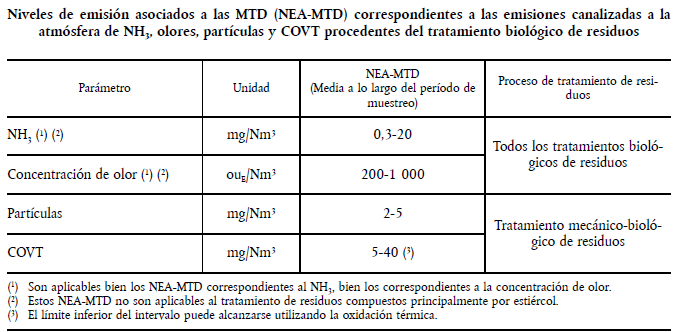 Niveles de emisión asociados a las MTD (NEA-MTD) correspondientes a las emisiones canalizadas a la
atmósfera de NH₃, olores, partículas y COVT procedentes del tratamiento biológico de residuos
Parámetro
Unidad
NEA-MTD
(Media a lo largo del período de
muestreo)
Proceso de tratamiento de resi-
duos
NH₃ (¹) (²)
mg/Nm³
0,3-20
Todos los tratamientos bioló-
gicos de residuos
Concentración de olor (¹) (²)
ouE/Nm³
200-1 000
Partículas
mg/Nm³
2-5
Tratamiento mecánico-bioló-
gico de residuos
COVT
mg/Nm³
5-40 (³)
(¹) Son aplicables bien los NEA-MTD correspondientes al NH₃, bien los correspondientes a la concentración de olor.
(²) Estos NEA-MTD no son aplicables al tratamiento de residuos compuestos principalmente por estiércol.
(³) El límite inferior del intervalo puede alcanzarse utilizando la oxidación térmica.